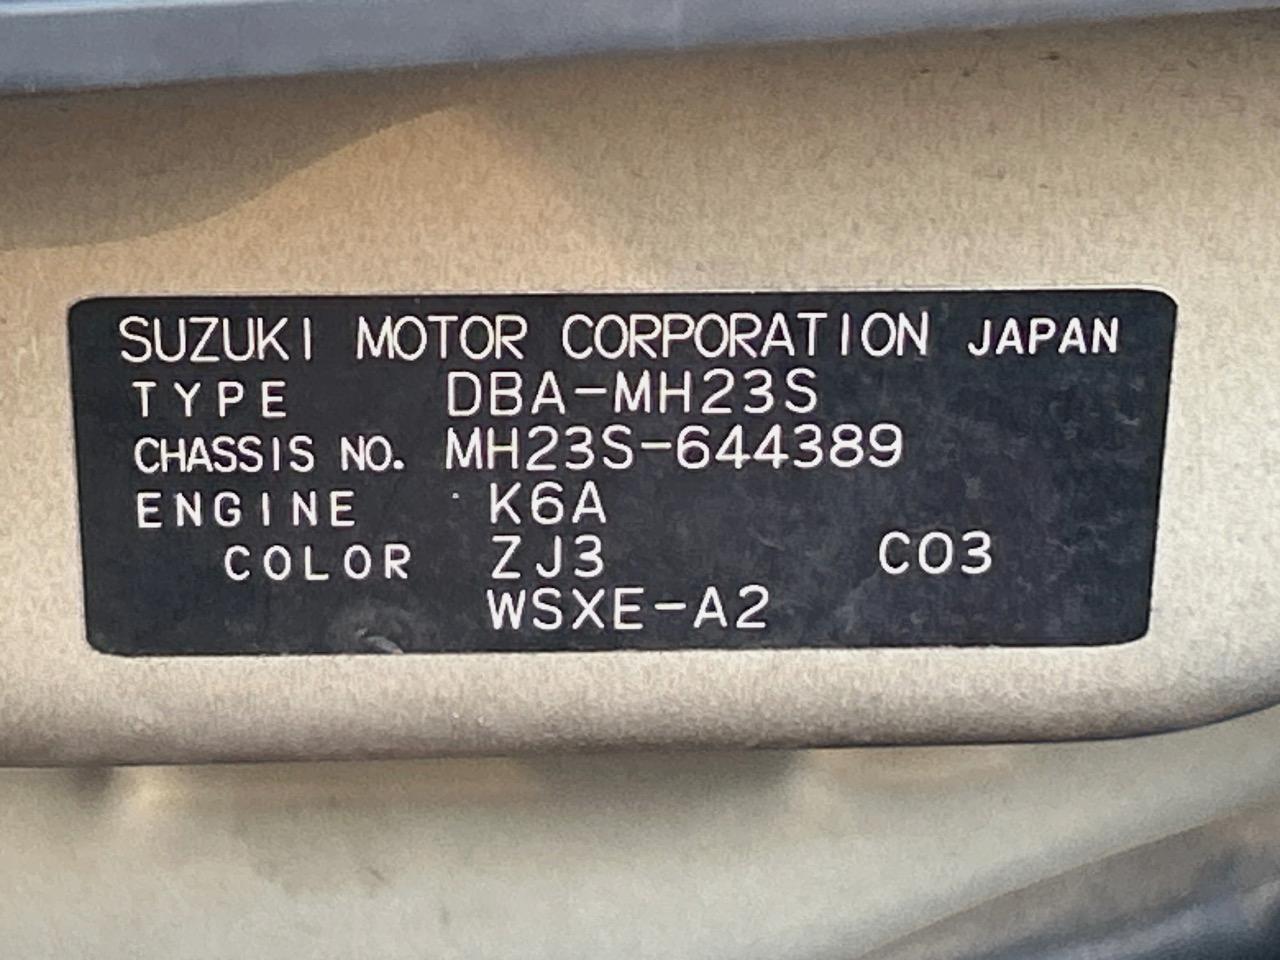 SUZUKI MOTOR CORPORATION JAPAN
TYPE DBA-MH23S
CHASSIS NO. MH23S-644389
ENGINE K6A
COLOR ZJ3 C03
WSXE-A2